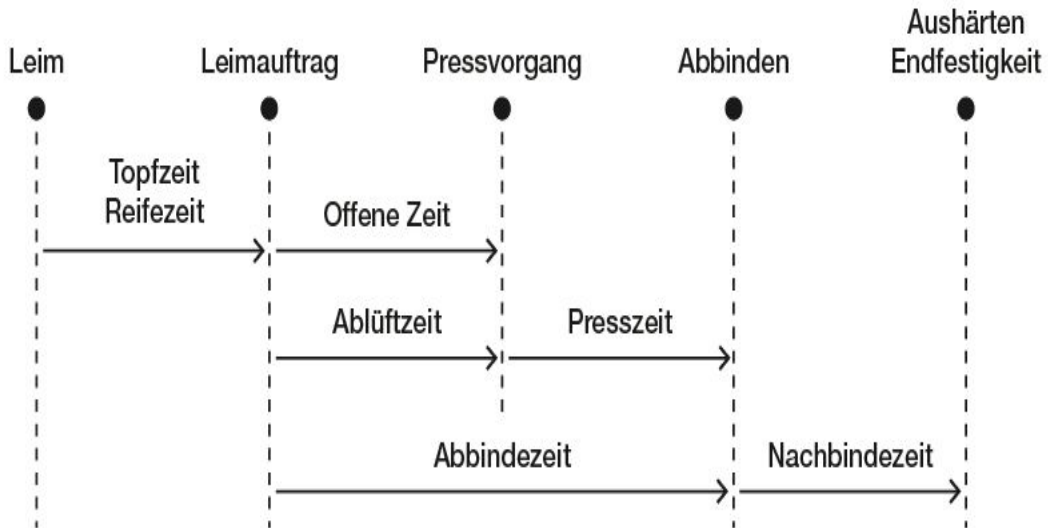 Leim
Leimauftrag
Pressvorgang
Abbinden
Aushärten
Endfestigkeit
Topfzeit
Reifezeit
Offene Zeit
Ablüftzeit
Presszeit
Abbindezeit
Nachbindezeit